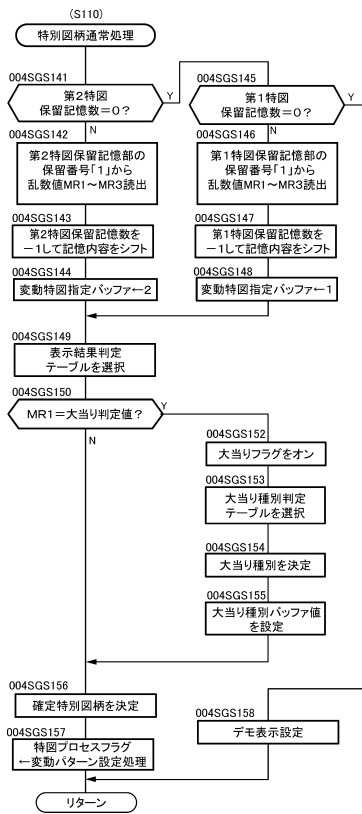 (S110)
特別図柄通常処理
004SGS141
第2特図
保留記憶数=0?
Y
N
004SGS142
第2特図保留記憶部の
保留番号「1」から
乱数値MR1~MR3読出
004SGS143
第2特図保留記憶数を
-1して記憶内容をシフト
004SGS144
変動特図指定バッファ←2
004SGS145
第1特図
保留記憶数=0?
Y
N
004SGS146
第1特図保留記憶部の
保留番号「1」から
乱数値MR1~MR3読出
004SGS147
第1特図保留記憶数を
-1して記憶内容をシフト
004SGS148
変動特図指定バッファ←1
004SGS149
表示結果判定
テーブルを選択
004SGS150
MR1=大当り判定値?
Y
N
004SGS152
大当りフラグをオン
004SGS153
大当り種別判定
テーブルを選択
004SGS154
大当り種別を決定
004SGS155
大当り種別バッファ値
を設定
004SGS156
確定特別図柄を決定
004SGS157
特図プロセスフラグ
←変動パターン設定処理
004SGS158
デモ表示設定
リターン